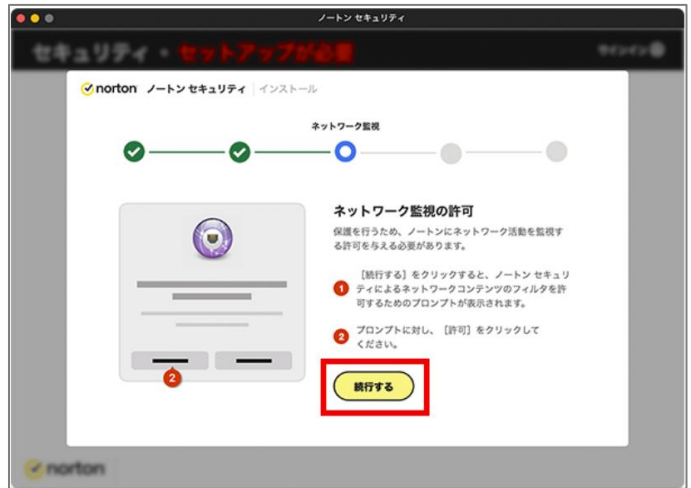 ノートン セキュリティ
セキュリティ • セットアップが必要
サインイン
norton ノートン セキュリティ インストール
ネットワーク監視
ネットワーク監視の許可
保護を行うため、ノートンにネットワーク活動を監視す
る許可を与える必要があります。
1 ［続行する］をクリックすると、ノートン セキュリ
ティによるネットワークコンテンツのフィルタを許
可するためのプロンプトが表示されます。
2 プロンプトに対し、［許可］をクリックして
ください。
2
続行する
norton